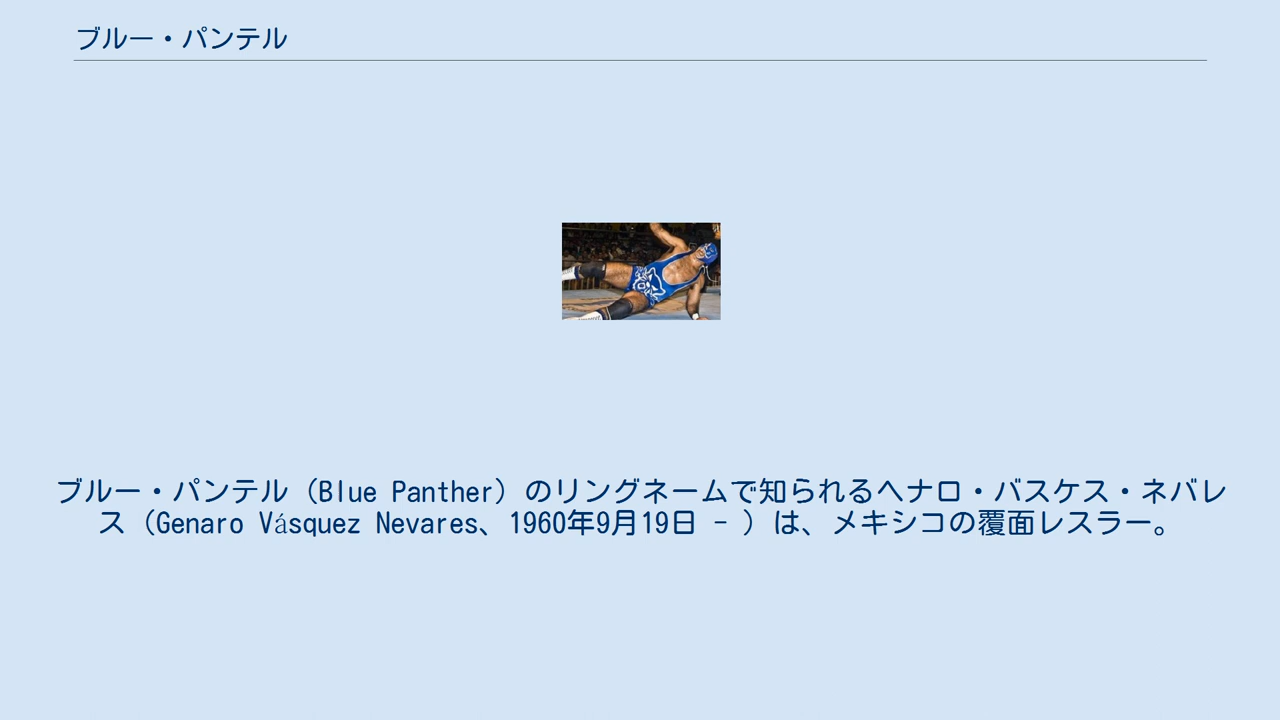 ブルー・パンテル
ブルー・パンテル（Blue Panther）のリングネームで知られるヘナロ・バスケス・ネバレ
ス（Genaro Vásquez Nevares、1960年9月19日 - ）は、メキシコの覆面レスラー。